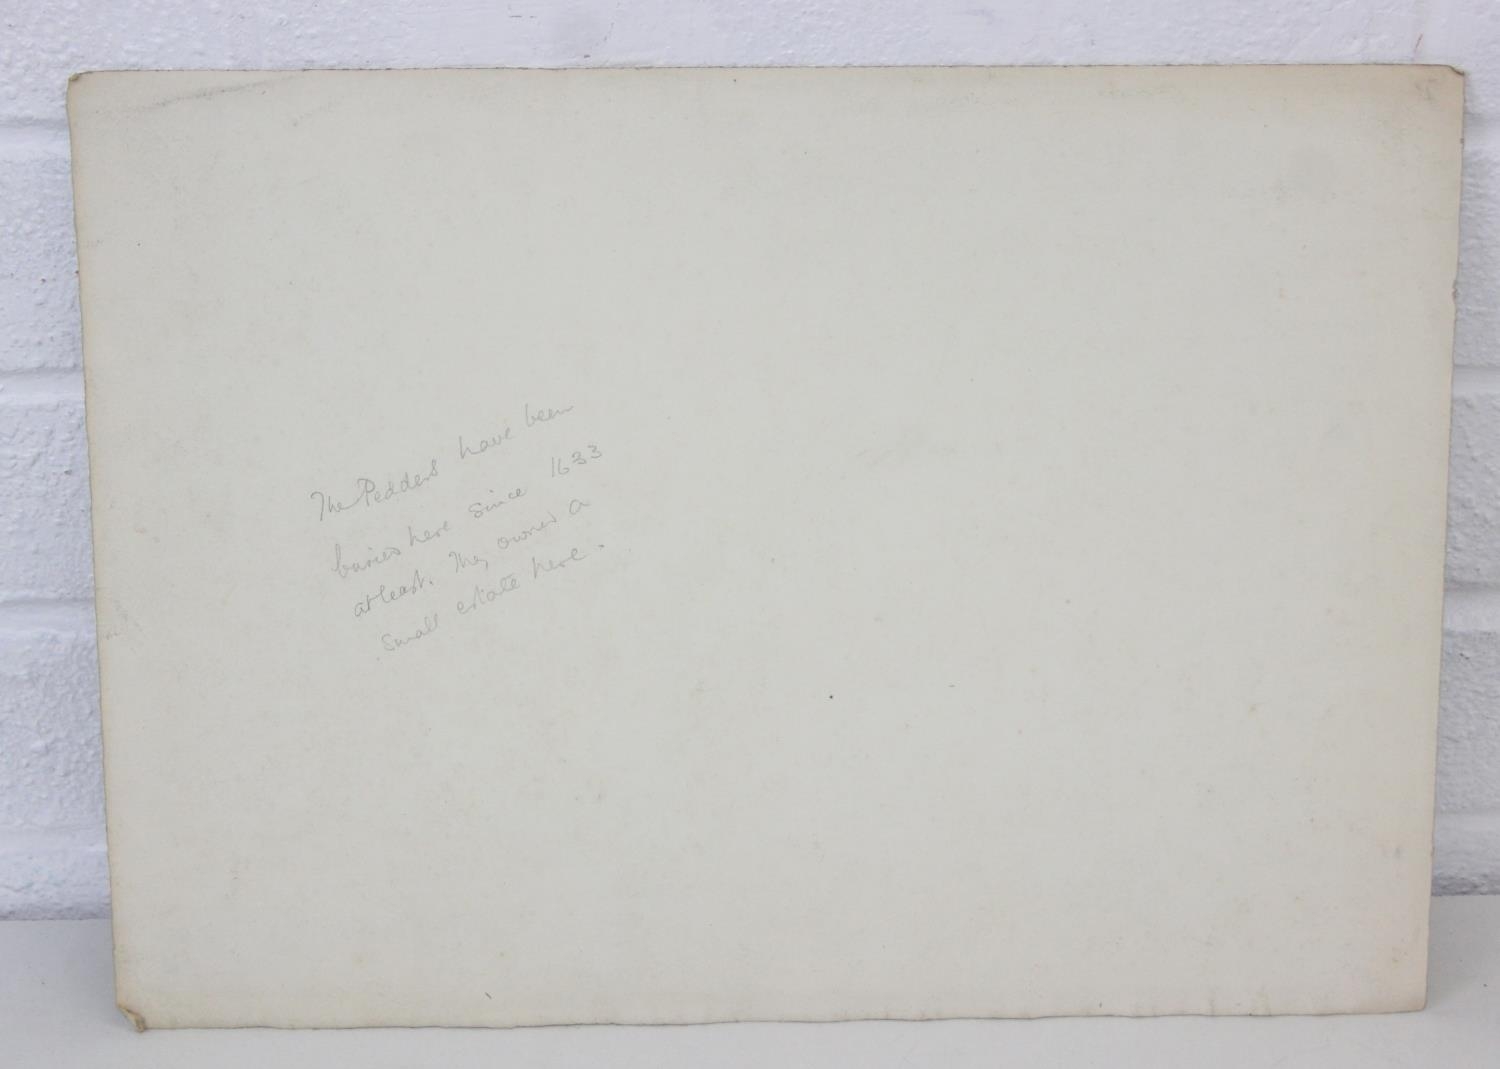 The Pedders have been
buried here since 1633
at least. They owned a
small estate here.